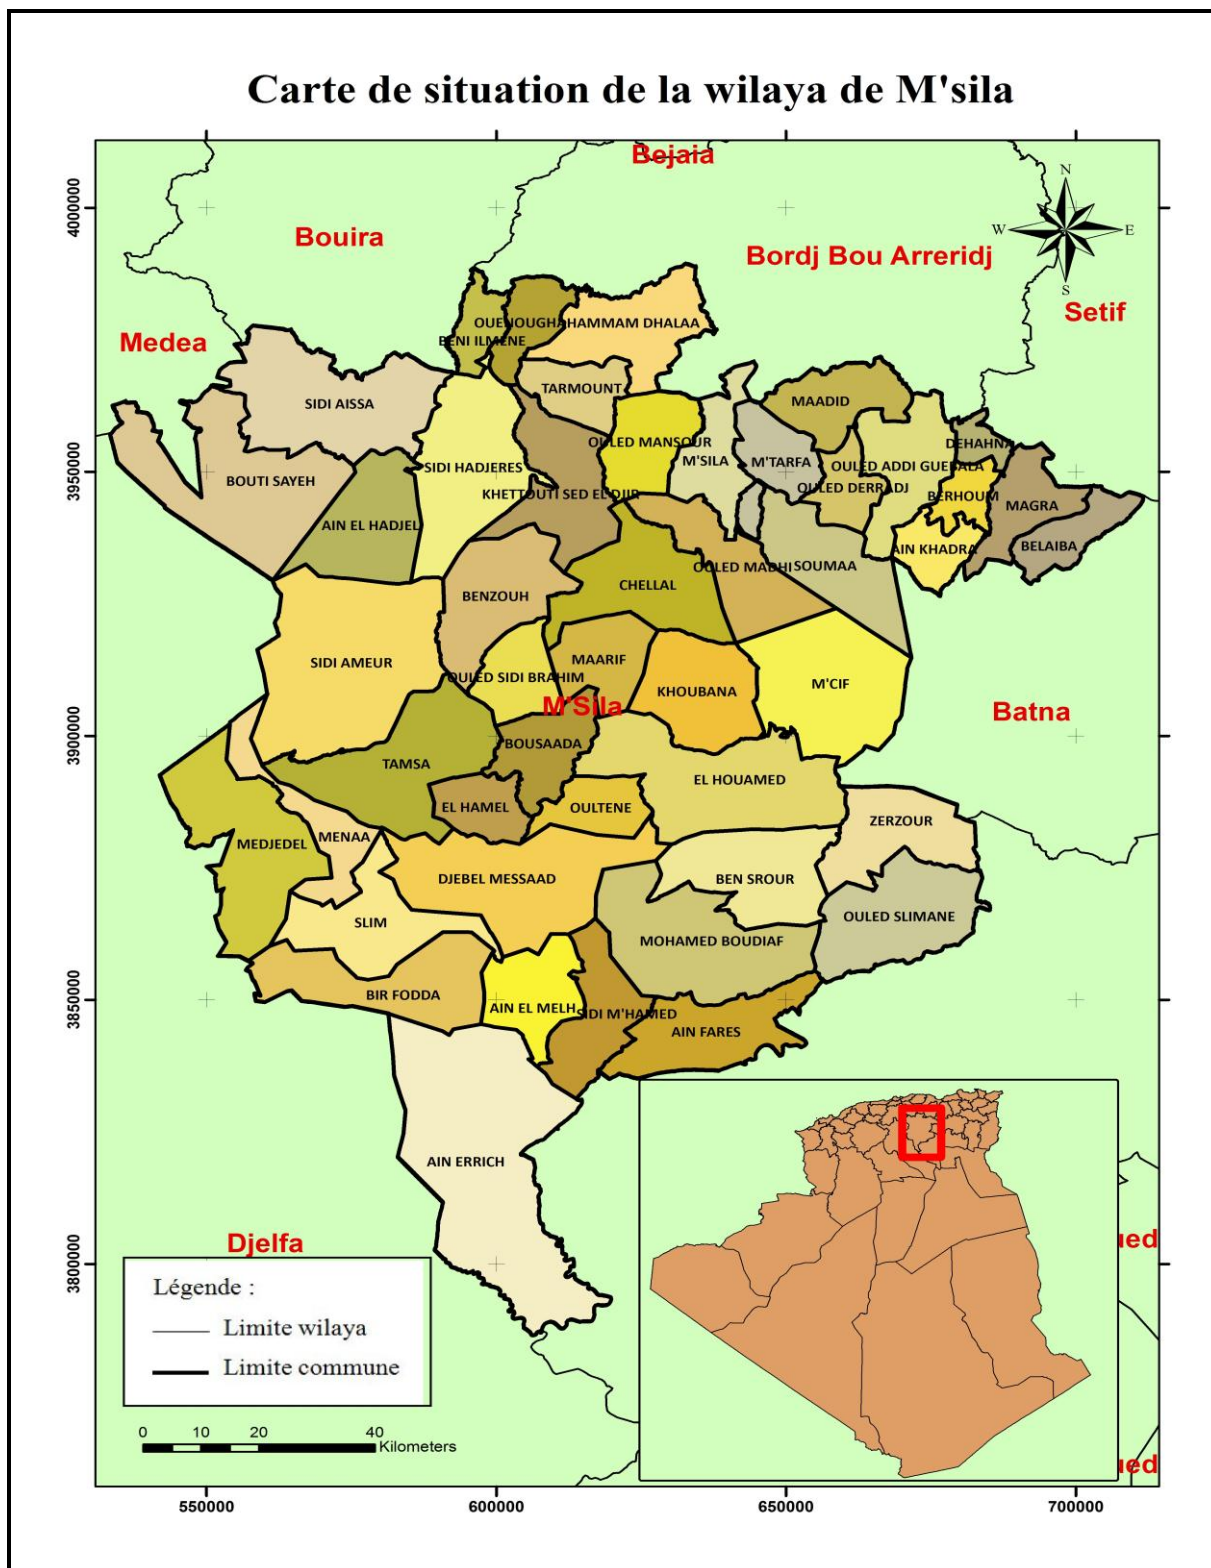 Carte de situation de la wilaya de M'sila
Bejaia
N
4000000
Bouira
W
E
Bordj Bou Arreridj
S
Setif
Medea
HAMMAM DHALAA
BENI ILMENE
TARMOUNT
SIDI AISSA
MAADID
OULED MANSOUR
DEHAHNA
M'SILA
M'TARFA
OULED ADDI GUEBALA
SIDI HADJERES
3950000
BOUTI SAYEH
OULED DERRADJ
KHETTOUTI SED EL DJIR
BERHOUM
MAGRA
AIN EL HADJEL
BELAIBA
AIN KHADRA
OULED MADHI
SOUMAA
CHELLAL
BENZOUH
SIDI AMEUR
MAARIF
OULED SIDI BRAHIM
M'CIF
KHOUBANA
M'Sila
Batna
3900000
BOUSAADA
TAMSA
EL HOUAMED
EL HAMEL
OULTENE
ZERZOUR
MENAA
MEDJEDEL
DJEBEL MESSAAD
BEN SROUR
SLIM
OULED SLIMANE
MOHAMED BOUDIAF
BIR FODDA
3850000
AIN EL MELH
SIDI M'HAMED
AIN FARES
AIN ERRICH
Djelfa
ued
3800000
Légende :
Limite wilaya
Limite commune
0 10 20 40
Kilometers
ued
550000 600000 650000 700000